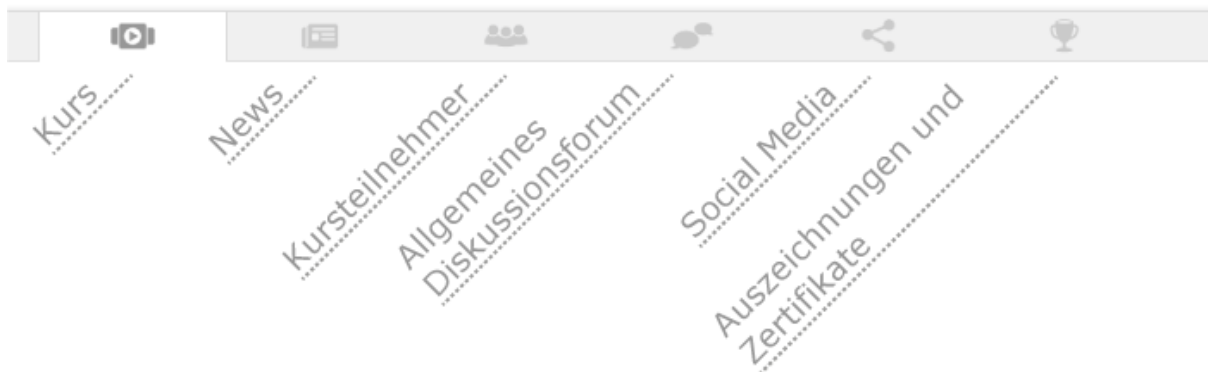 Kurs
News
Kursteilnehmer
Allgemeines
Diskussionsforum
Social Media
Auszeichnungen und
Zertifikate